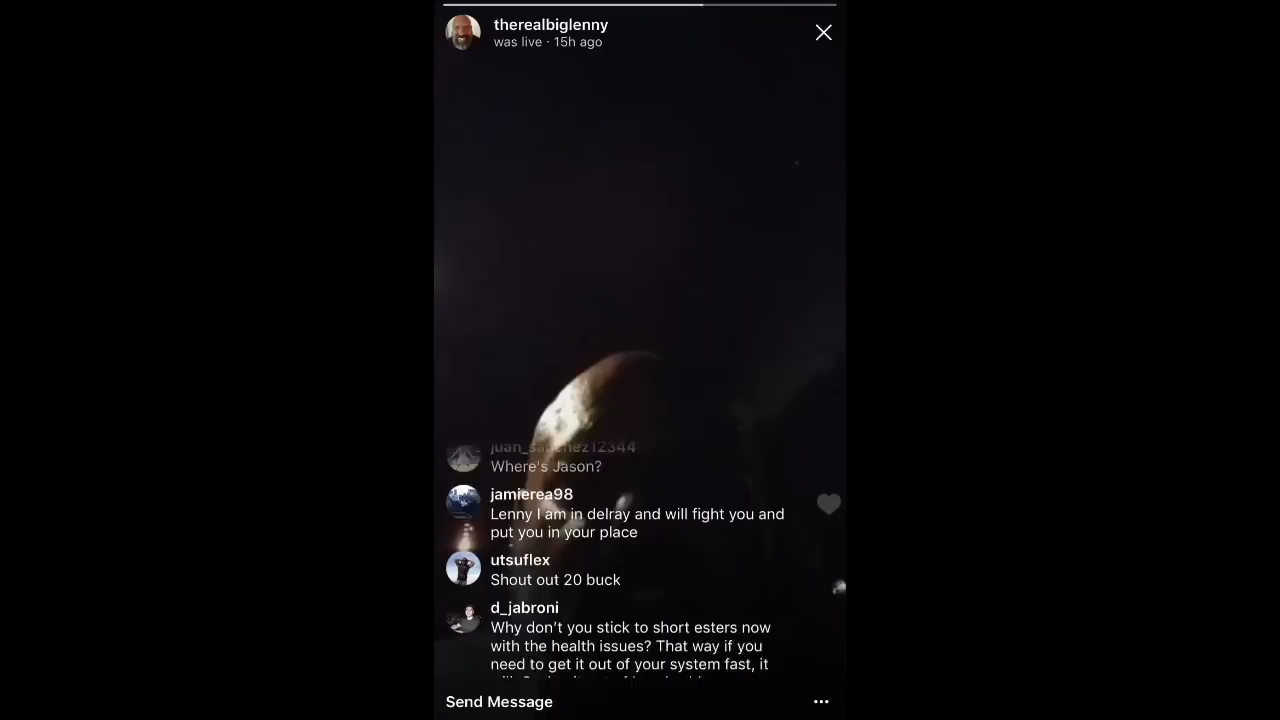 therealbiglenny
was live · 15h ago
Where's Jason?
jamierea98
Lenny I am in delray and will fight you and
put you in your place
utsuflex
Shout out 20 buck
d_jabroni
Why don't you stick to short esters now
with the health issues? That way if you
need to get it out of your system fast, it
Send Message